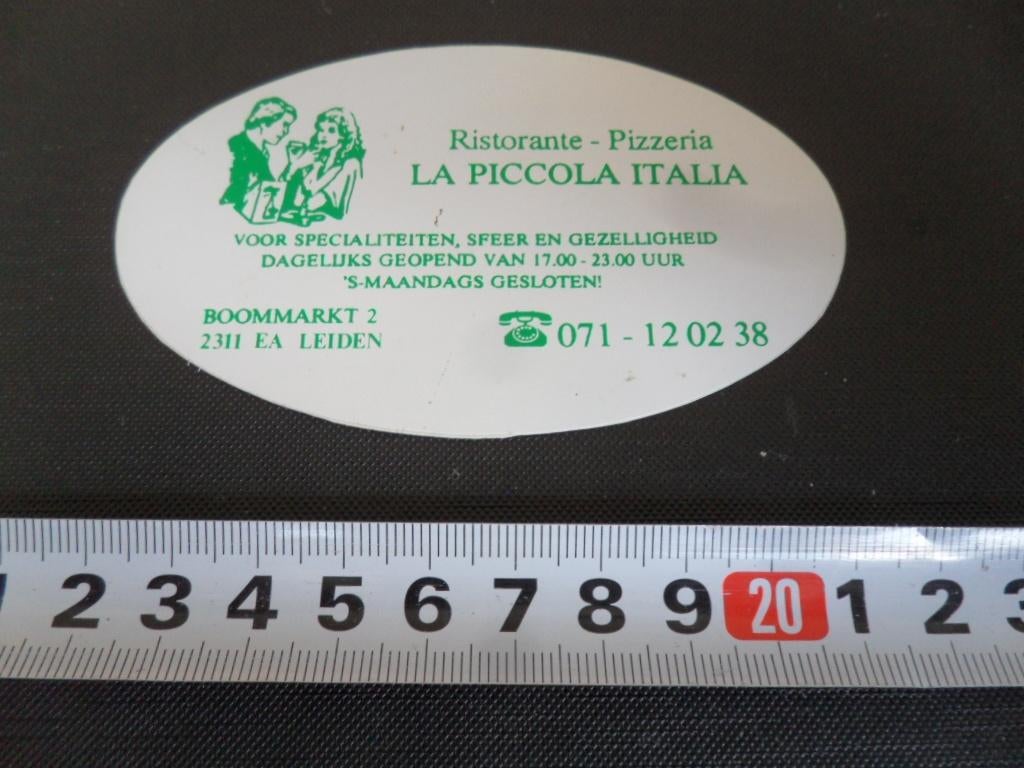 Ristorante - Pizzeria
LA PICCOLA ITALIA
VOOR SPECIALITEITEN, SFEER EN GEZELLIGHEID
DAGELIJKS GEOPEND VAN 17.00 - 23.00 UUR
'S-MAANDAGS GESLOTEN!
BOOMMARKT 2
2311 EA LEIDEN
071 - 12 02 38
1 2 3 4 5 6 7 8 9 20 1 2 3